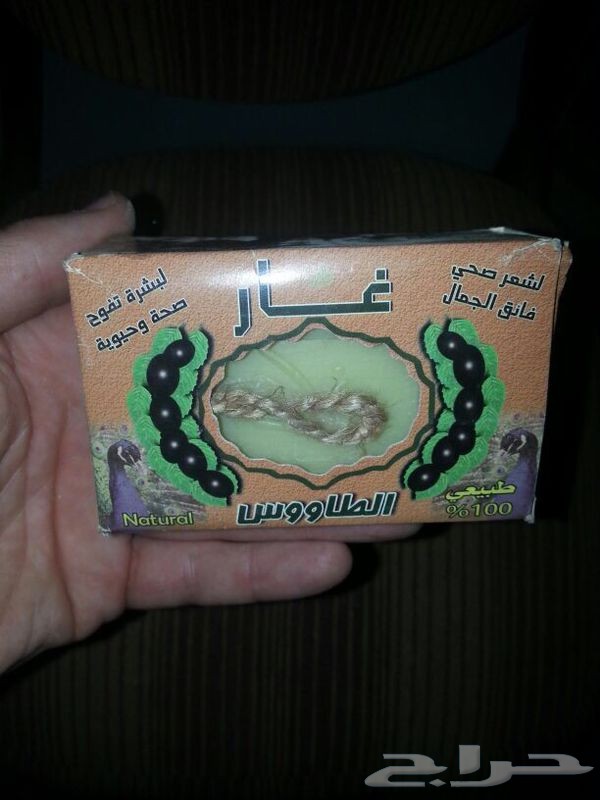 لشعر صحي
فائق الجمال
غار
لبشرة تفوح
صحة وحيوية
الطاووس
طبيعي
%100
Natural
حراج